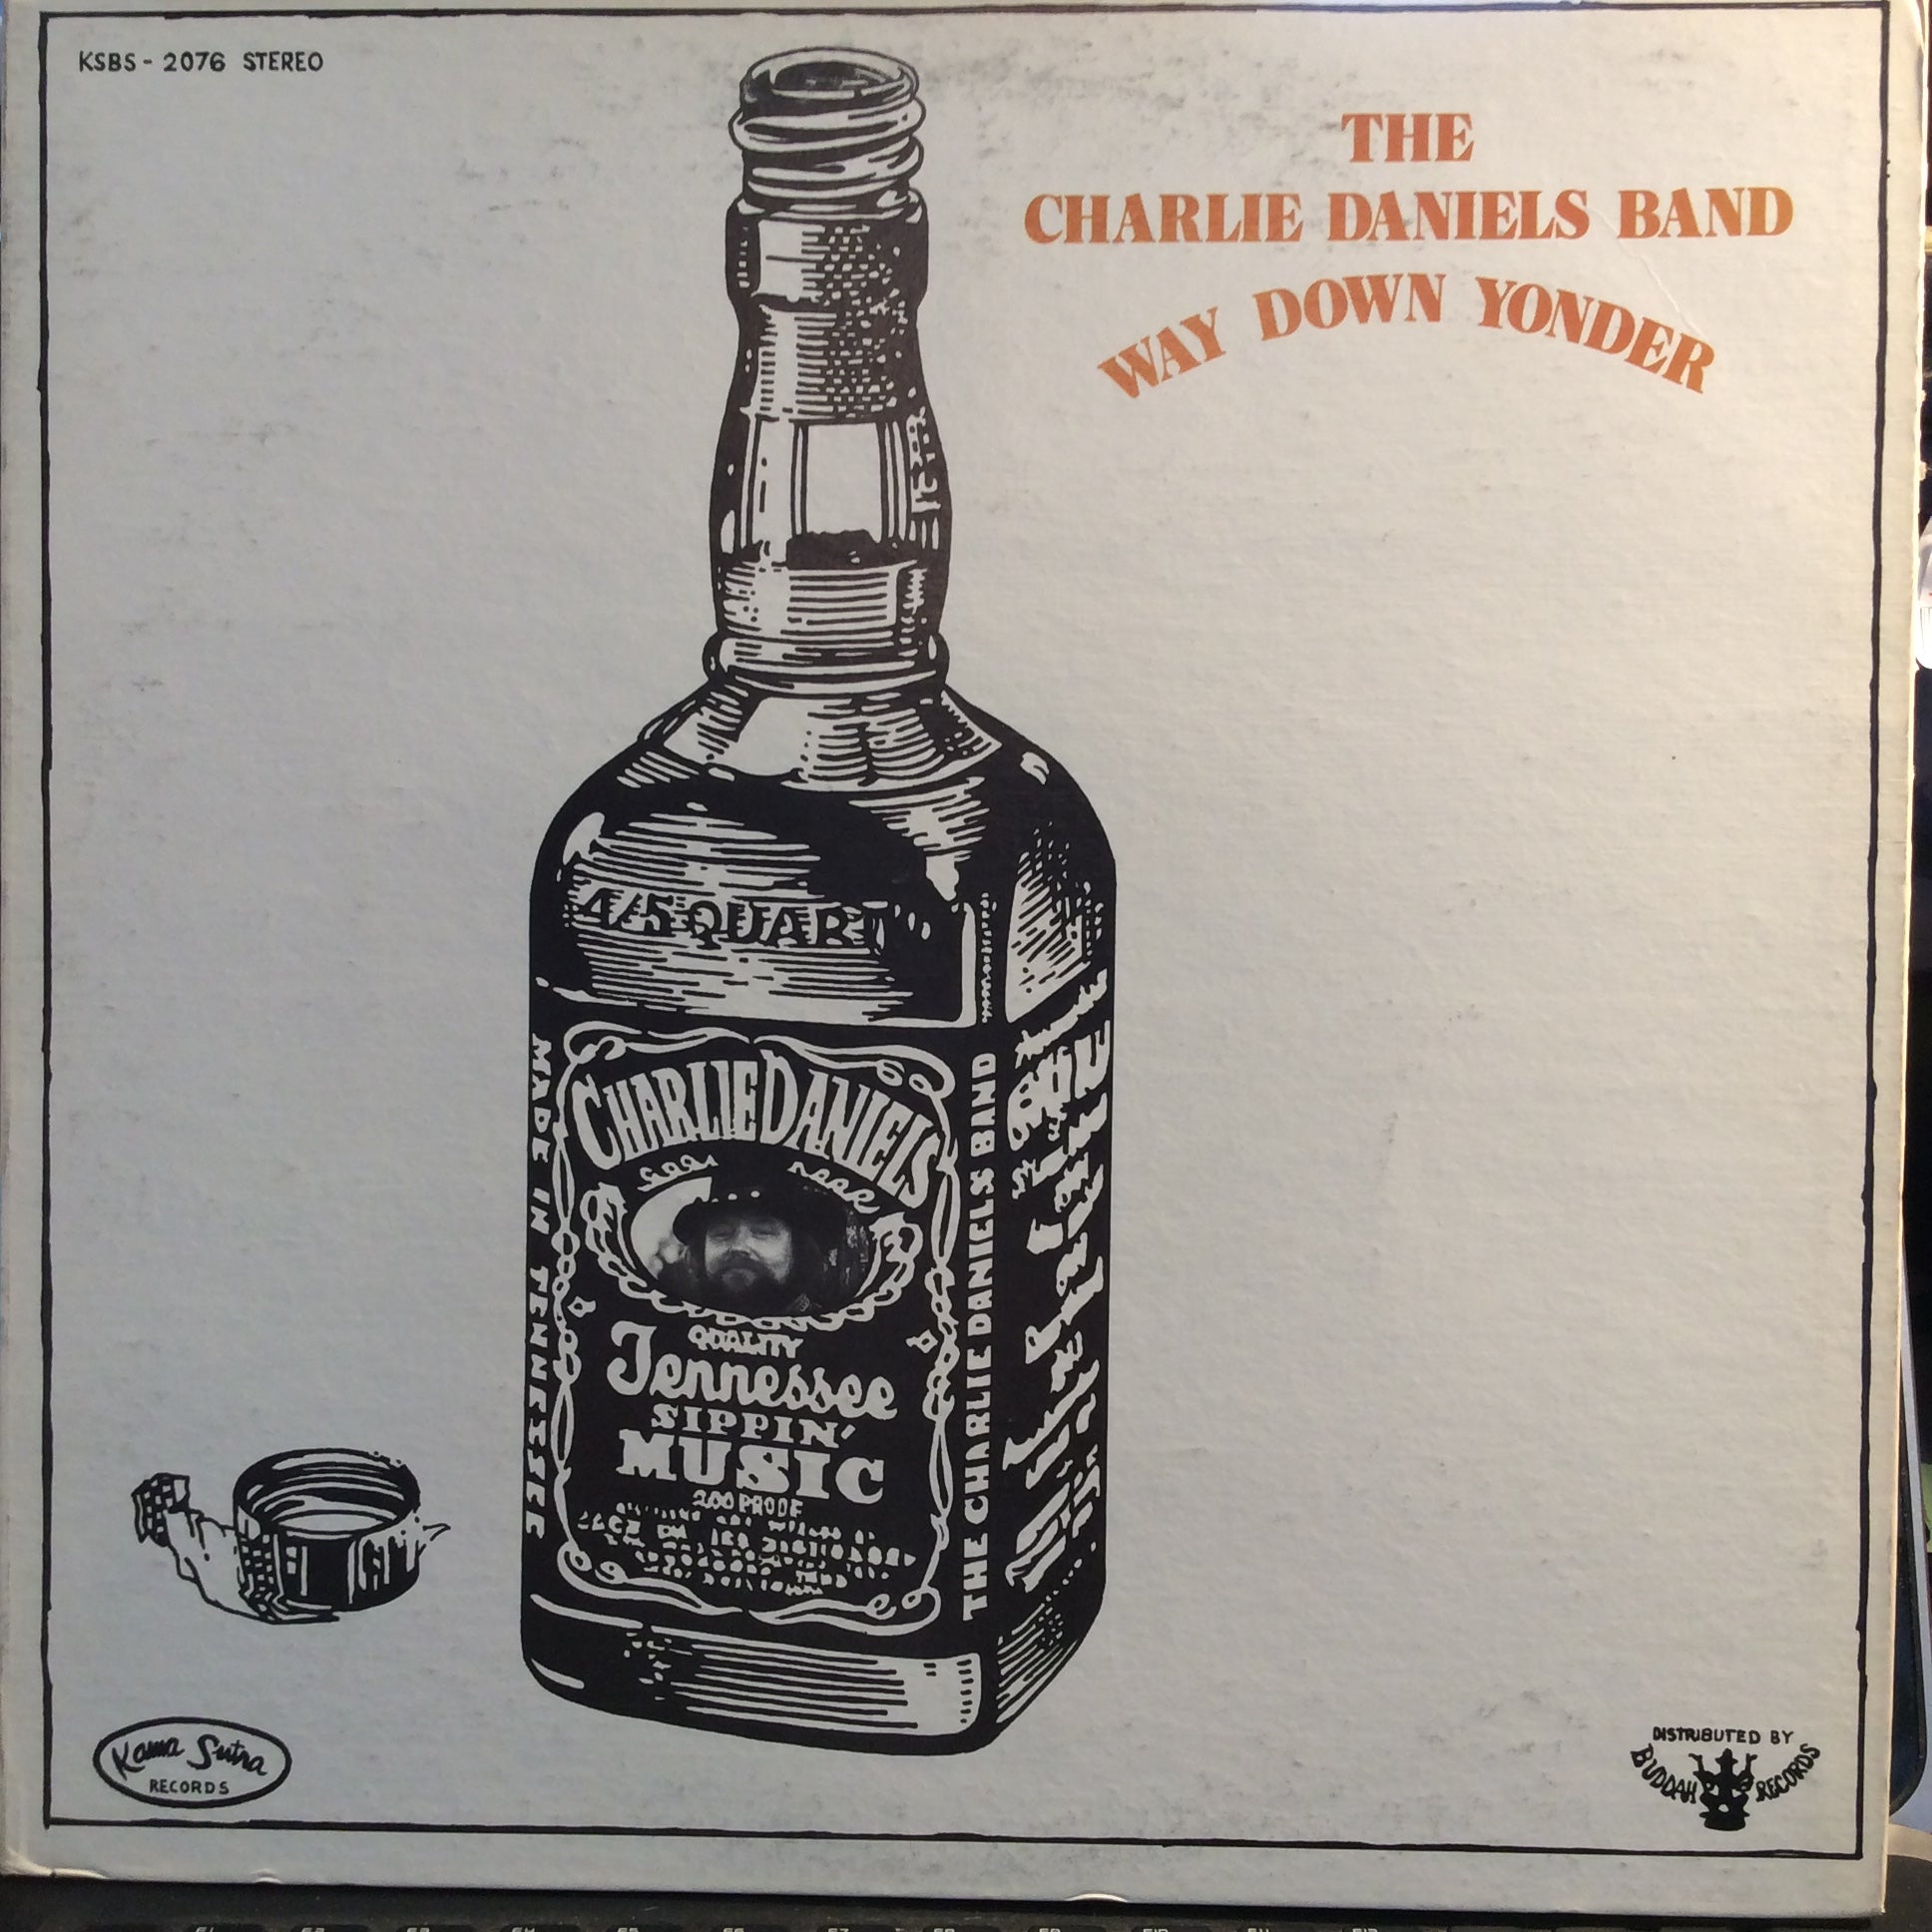 KSBS - 2076 STEREO
THE
CHARLIE DANIELS BAND
WAY DOWN YONDER
4/5 QUART
MADE IN TENNESSEE
CHARLIE DANIELS
QUALITY
Tennessee
SIPPIN'
MUSIC
200 PROOF
THE CHARLIE DANIELS BAND
Kama Sutra
RECORDS
DISTRIBUTED BY
BUDDAH RECORDS